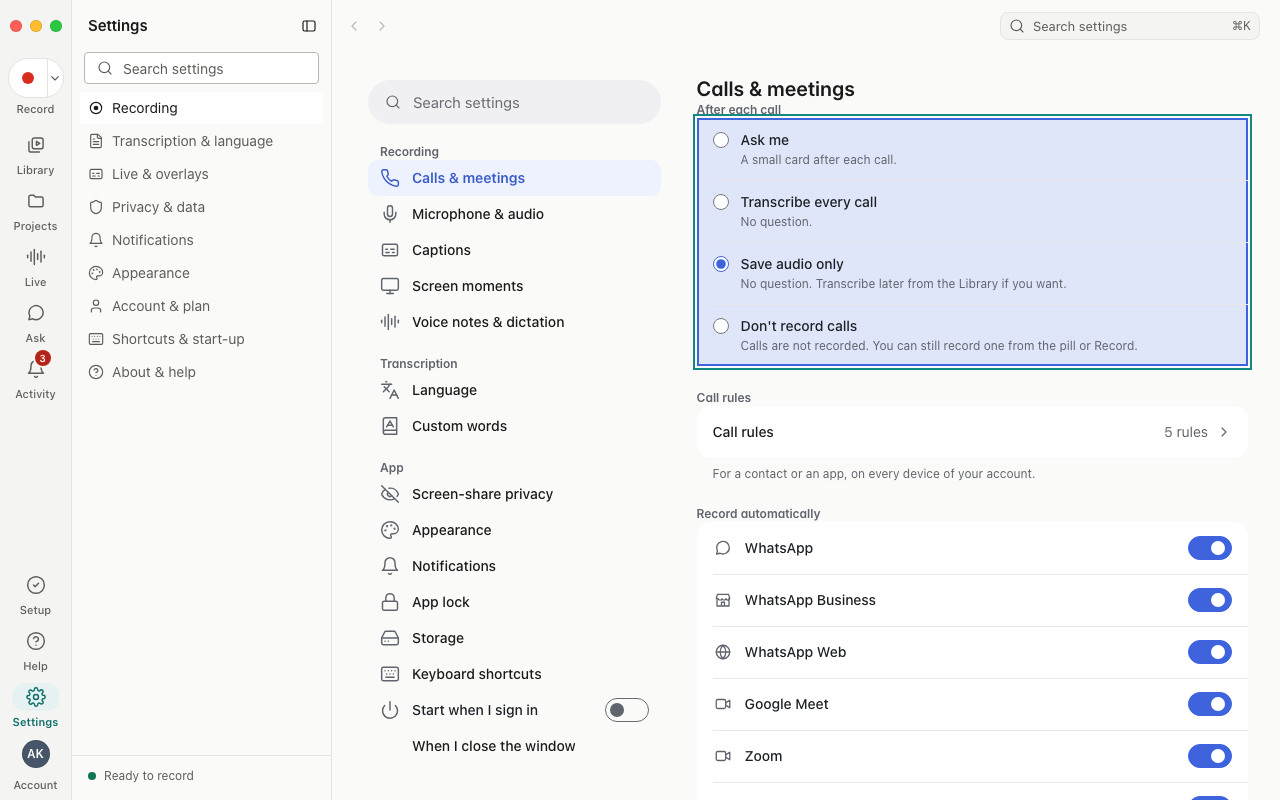 Record
Library
Projects
Live
Ask
3
Activity
Setup
Help
Settings
AK
Account
Settings
Search settings
Recording
Transcription & language
Live & overlays
Privacy & data
Notifications
Appearance
Account & plan
Shortcuts & start-up
About & help
Ready to record
Search settings
⌘K
Search settings
Recording
Calls & meetings
Microphone & audio
Captions
Screen moments
Voice notes & dictation
Transcription
Language
Custom words
App
Screen-share privacy
Appearance
Notifications
App lock
Storage
Keyboard shortcuts
Start when I sign in
When I close the window
Calls & meetings
After each call
Ask me
A small card after each call.
Transcribe every call
No question.
Save audio only
No question. Transcribe later from the Library if you want.
Don't record calls
Calls are not recorded. You can still record one from the pill or Record.
Call rules
Call rules
5 rules
For a contact or an app, on every device of your account.
Record automatically
WhatsApp
WhatsApp Business
WhatsApp Web
Google Meet
Zoom